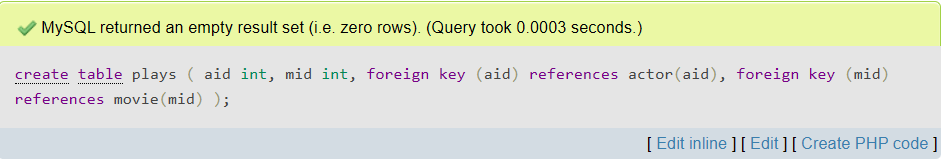 MySQL returned an empty result set (i.e. zero rows). (Query took 0.0003 seconds.)
create table plays ( aid int, mid int, foreign key (aid) references actor(aid), foreign key (mid)
references movie(mid) );
[ Edit inline ] [ Edit ] [ Create PHP code ]